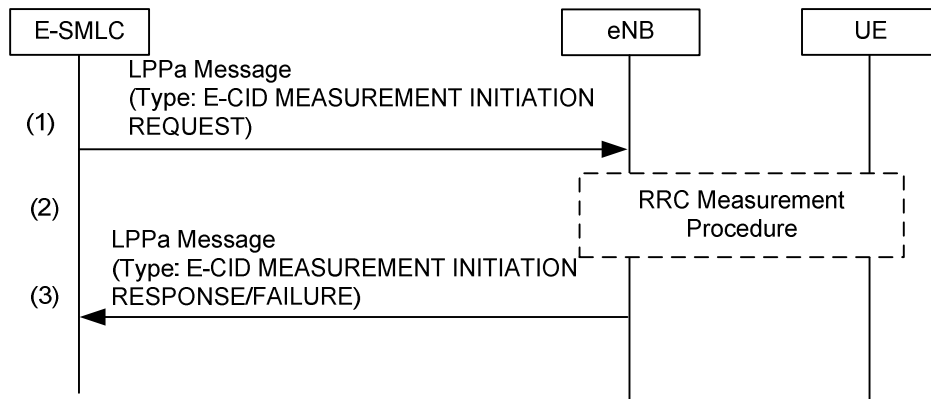 E-SMLC
eNB
UE
LPPa Message
(Type: E-CID MEASUREMENT INITIATION
REQUEST)
(1)
RRC Measurement
Procedure
(2)
LPPa Message
(Type: E-CID MEASUREMENT INITIATION
RESPONSE/FAILURE)
(3)